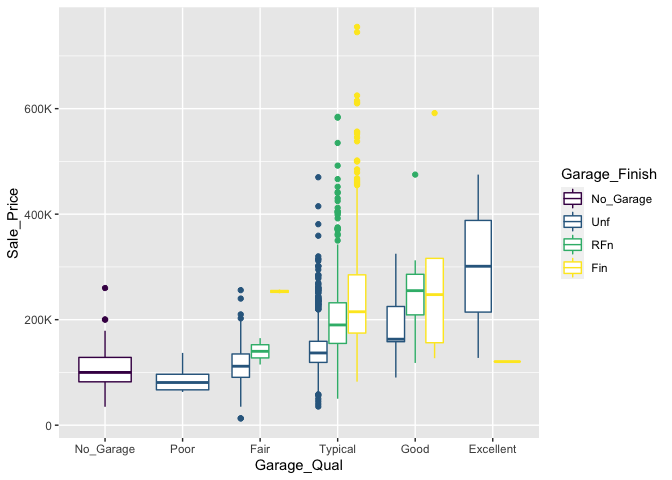 Sale_Price
600K
400K
200K
0
No_Garage Poor Fair Typical Good Excellent
Garage_Qual
Garage_Finish
No_Garage
Unf
RFn
Fin